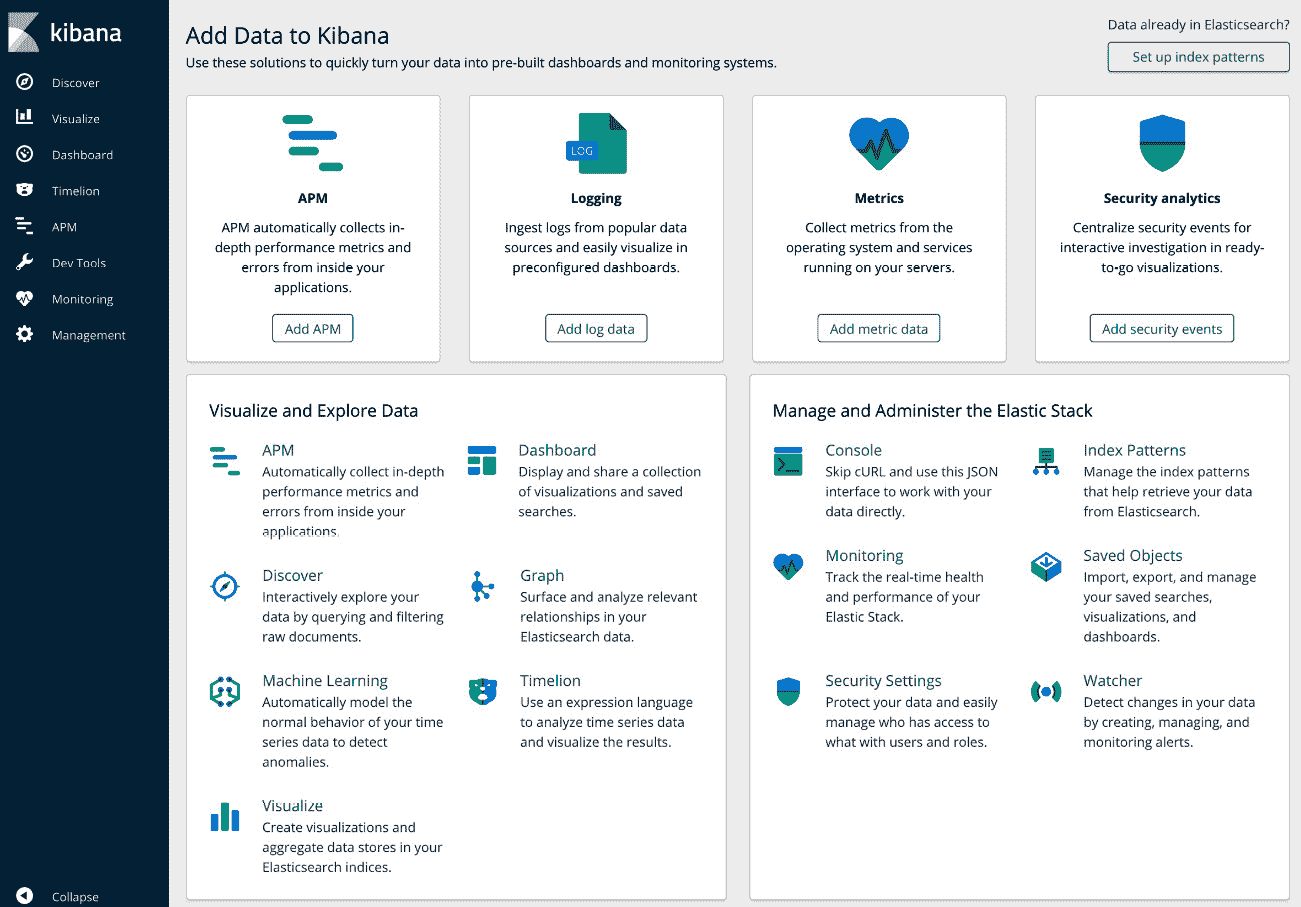 kibana
Discover
Visualize
Dashboard
Timelion
APM
Dev Tools
Monitoring
Management
Collapse
Add Data to Kibana
Use these solutions to quickly turn your data into pre-built dashboards and monitoring systems.
Data already in Elasticsearch?
Set up index patterns
APM
APM automatically collects in-
depth performance metrics and
errors from inside your
applications.
Add APM
LOG
Logging
Ingest logs from popular data
sources and easily visualize in
preconfigured dashboards.
Add log data
Metrics
Collect metrics from the
operating system and services
running on your servers.
Add metric data
Security analytics
Centralize security events for
interactive investigation in ready-
to-go visualizations.
Add security events
Visualize and Explore Data
APM
Automatically collect in-depth
performance metrics and
errors from inside your
applications.
Dashboard
Display and share a collection
of visualizations and saved
searches.
Discover
Interactively explore your
data by querying and filtering
raw documents.
Graph
Surface and analyze relevant
relationships in your
Elasticsearch data.
Machine Learning
Automatically model the
normal behavior of your time
series data to detect
anomalies.
Timelion
Use an expression language
to analyze time series data
and visualize the results.
Visualize
Create visualizations and
aggregate data stores in your
Elasticsearch indices.
Manage and Administer the Elastic Stack
Console
Skip cURL and use this JSON
interface to work with your
data directly.
Index Patterns
Manage the index patterns
that help retrieve your data
from Elasticsearch.
Monitoring
Track the real-time health
and performance of your
Elastic Stack.
Saved Objects
Import, export, and manage
your saved searches,
visualizations, and
dashboards.
Security Settings
Protect your data and easily
manage who has access to
what with users and roles.
Watcher
Detect changes in your data
by creating, managing, and
monitoring alerts.